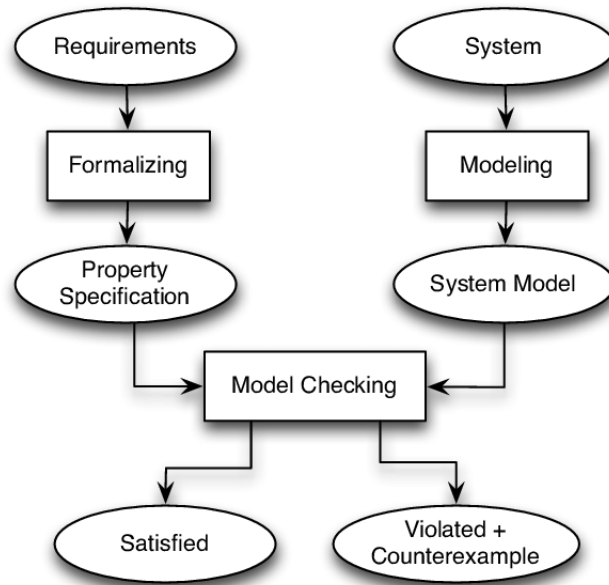 Requirements
System
Formalizing
Modeling
Property
Specification
System Model
Model Checking
Satisfied
Violated +
Counterexample